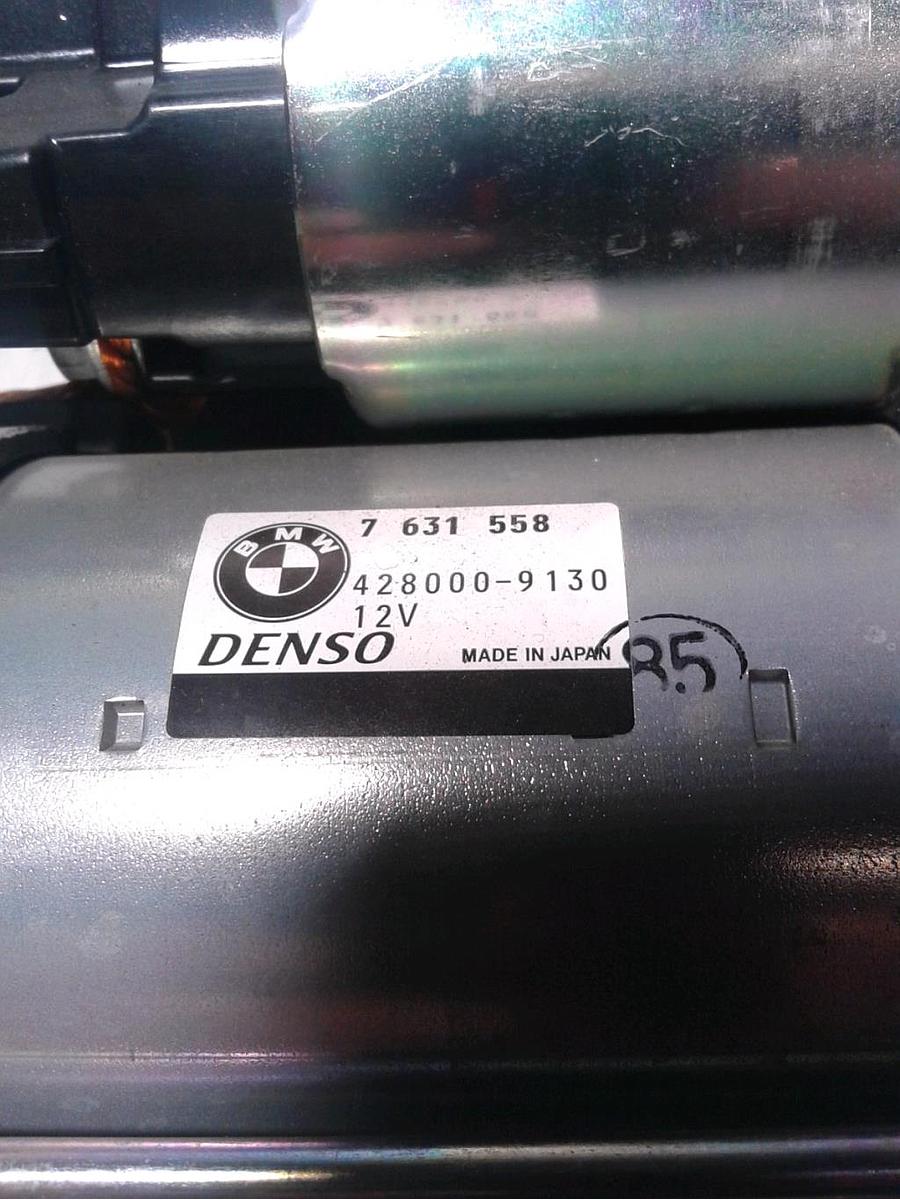 BMW
7 631 558
428000-9130
12V
DENSO
MADE IN JAPAN
85